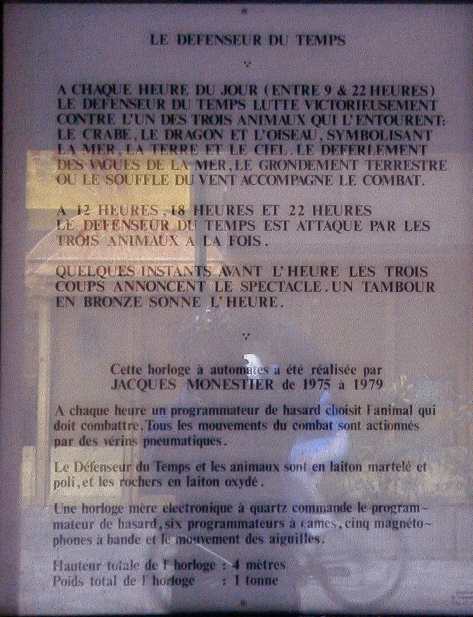 LE DEFENSEUR DU TEMPS
A CHAQUE HEURE DU JOUR (ENTRE 9 & 22 HEURES)
LE DEFENSEUR DU TEMPS LUTTE VICTORIEUSEMENT
CONTRE L'UN DES TROIS ANIMAUX QUI L'ENTOURENT:
LE CRABE, LE DRAGON ET L'OISEAU, SYMBOLISANT
LA MER, LA TERRE ET LE CIEL. LE DEFERLEMENT
DES VAGUES DE LA MER, LE GRONDEMENT TERRESTRE
OU LE SOUFFLE DU VENT ACCOMPAGNE LE COMBAT.
A 12 HEURES, 18 HEURES ET 22 HEURES
LE DEFENSEUR DU TEMPS EST ATTAQUE PAR LES
TROIS ANIMAUX A LA FOIS.
QUELQUES INSTANTS AVANT L'HEURE LES TROIS
COUPS ANNONCENT LE SPECTACLE. UN TAMBOUR
EN BRONZE SONNE L'HEURE.
Cette horloge à automates a été réalisée par
JACQUES MONESTIER de 1975 à 1979
A chaque heure un programmateur de hasard choisit l'animal qui
doit combattre, Tous les mouvements du combat sont actionnés
par des vérins pneumatiques.
Le Défenseur du Temps et les animaux sont en laiton martelé et
poli, et les rochers en laiton oxydé.
Une horloge mère electronique à quartz commande le program-
mateur de hasard, six programmateurs à cames, cinq magnéto-
phones à bande et le mouvement des aiguilles.
Hauteur totale de l'horloge : 4 mètres
Poids total de l'horloge : 1 tonne